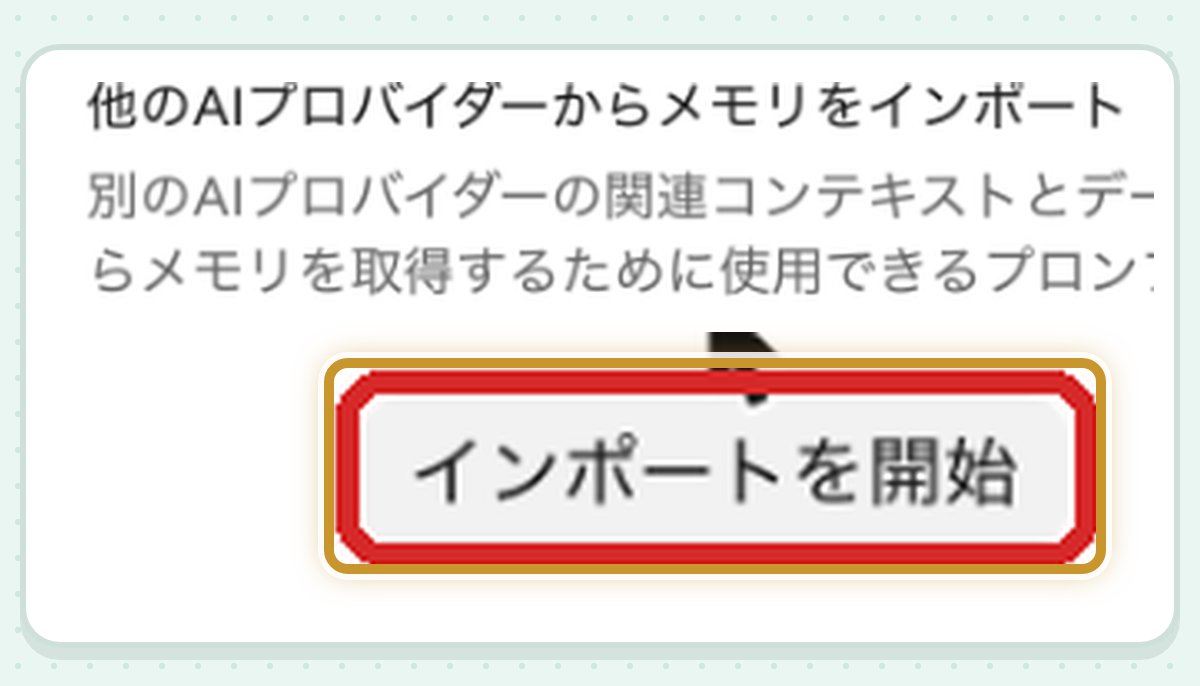 他のAIプロバイダーからメモリをインポート
別のAIプロバイダーの関連コンテキストとデー
らメモリを取得するために使用できるプロン
インポートを開始